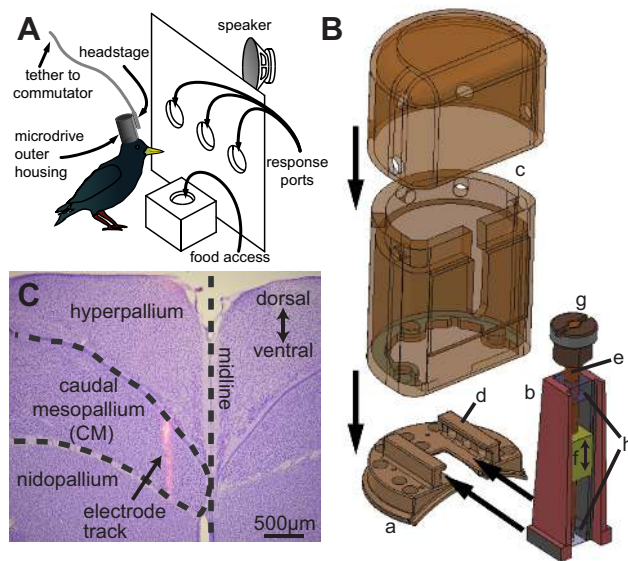 A
speaker
headstage
tether to
commutator
microdrive
outer
housing
response
ports
food access
B
c
g
e
b
d
h
f
a
C
hyperpallium
dorsal
ventral
midline
caudal
mesopallium
(CM)
nidopallium
electrode
track
500µm